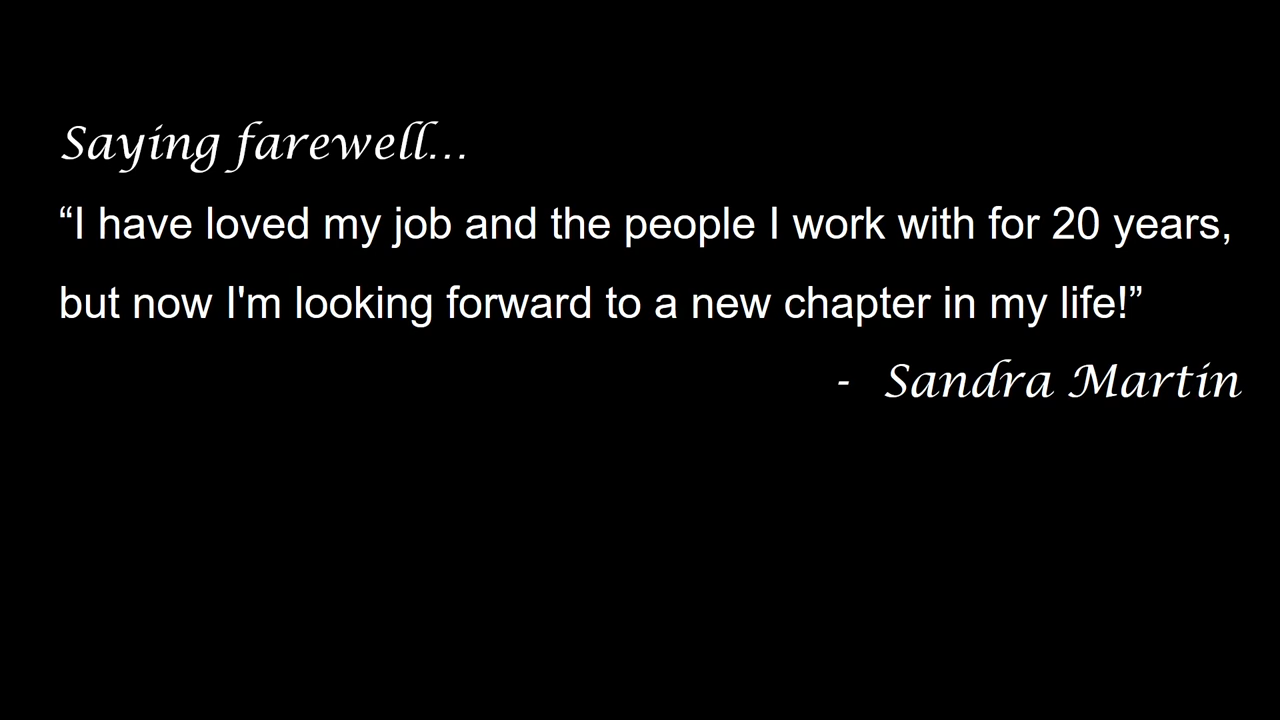 Saying farewell…
“I have loved my job and the people I work with for 20 years,
but now I'm looking forward to a new chapter in my life!”
- Sandra Martin